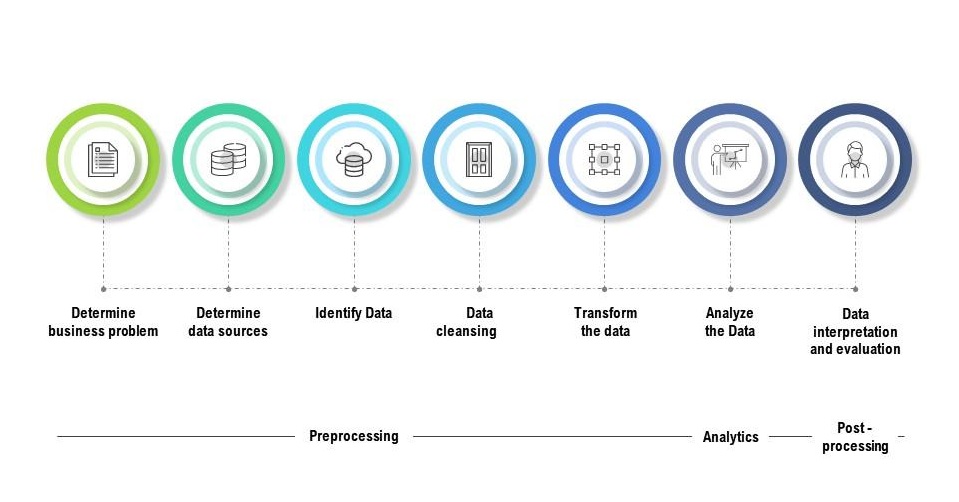 Determine
business problem
Determine
data sources
Identify Data
Data
cleansing
Transform
the data
Analyze
the Data
Data
interpretation
and evaluation
Preprocessing
Analytics
Post -
processing